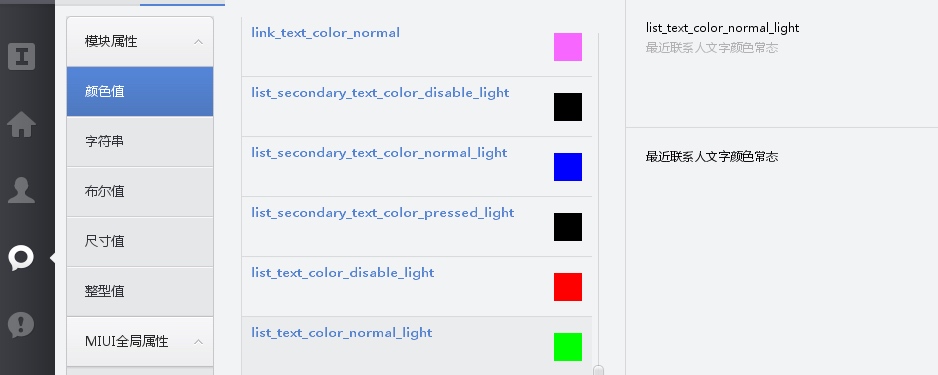 模块属性
颜色值
字符串
布尔值
尺寸值
整型值
MIUI全局属性
link_text_color_normal
list_secondary_text_color_disable_light
list_secondary_text_color_normal_light
list_secondary_text_color_pressed_light
list_text_color_disable_light
list_text_color_normal_light
list_text_color_normal_light
最近联系人文字颜色常态
最近联系人文字颜色常态